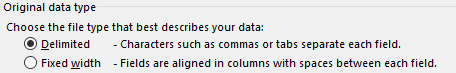 Original data type
Choose the file type that best describes your data:
Delimited - Characters such as commas or tabs separate each field.
Fixed width - Fields are aligned in columns with spaces between each field.